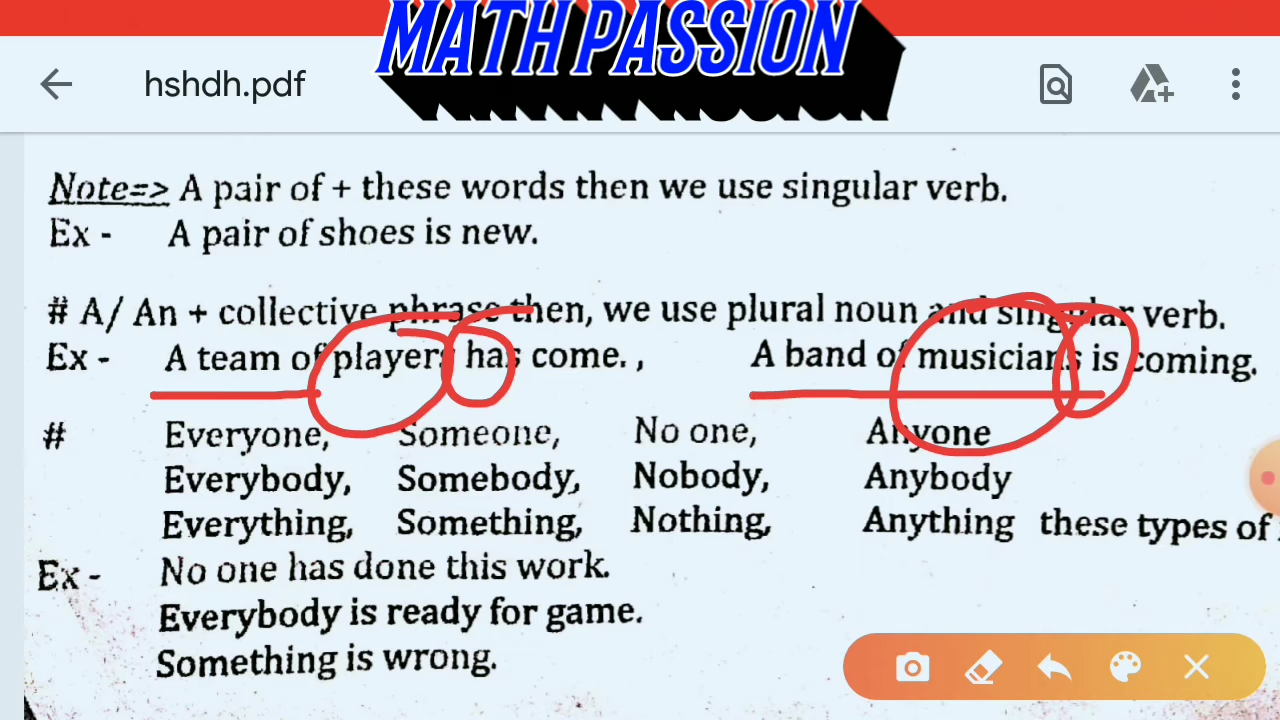 MATH PASSION
hshdh.pdf
Note=> A pair of + these words then we use singular verb.
Ex - A pair of shoes is new.
# A/ An + collective phrase then, we use plural noun and singular verb.
Ex - A team of players has come. , A band of musicians is coming.
# Everyone, Someone, No one, Anyone
Everybody, Somebody, Nobody, Anybody
Everything, Something, Nothing, Anything these types of
Ex - No one has done this work.
Everybody is ready for game.
Something is wrong.